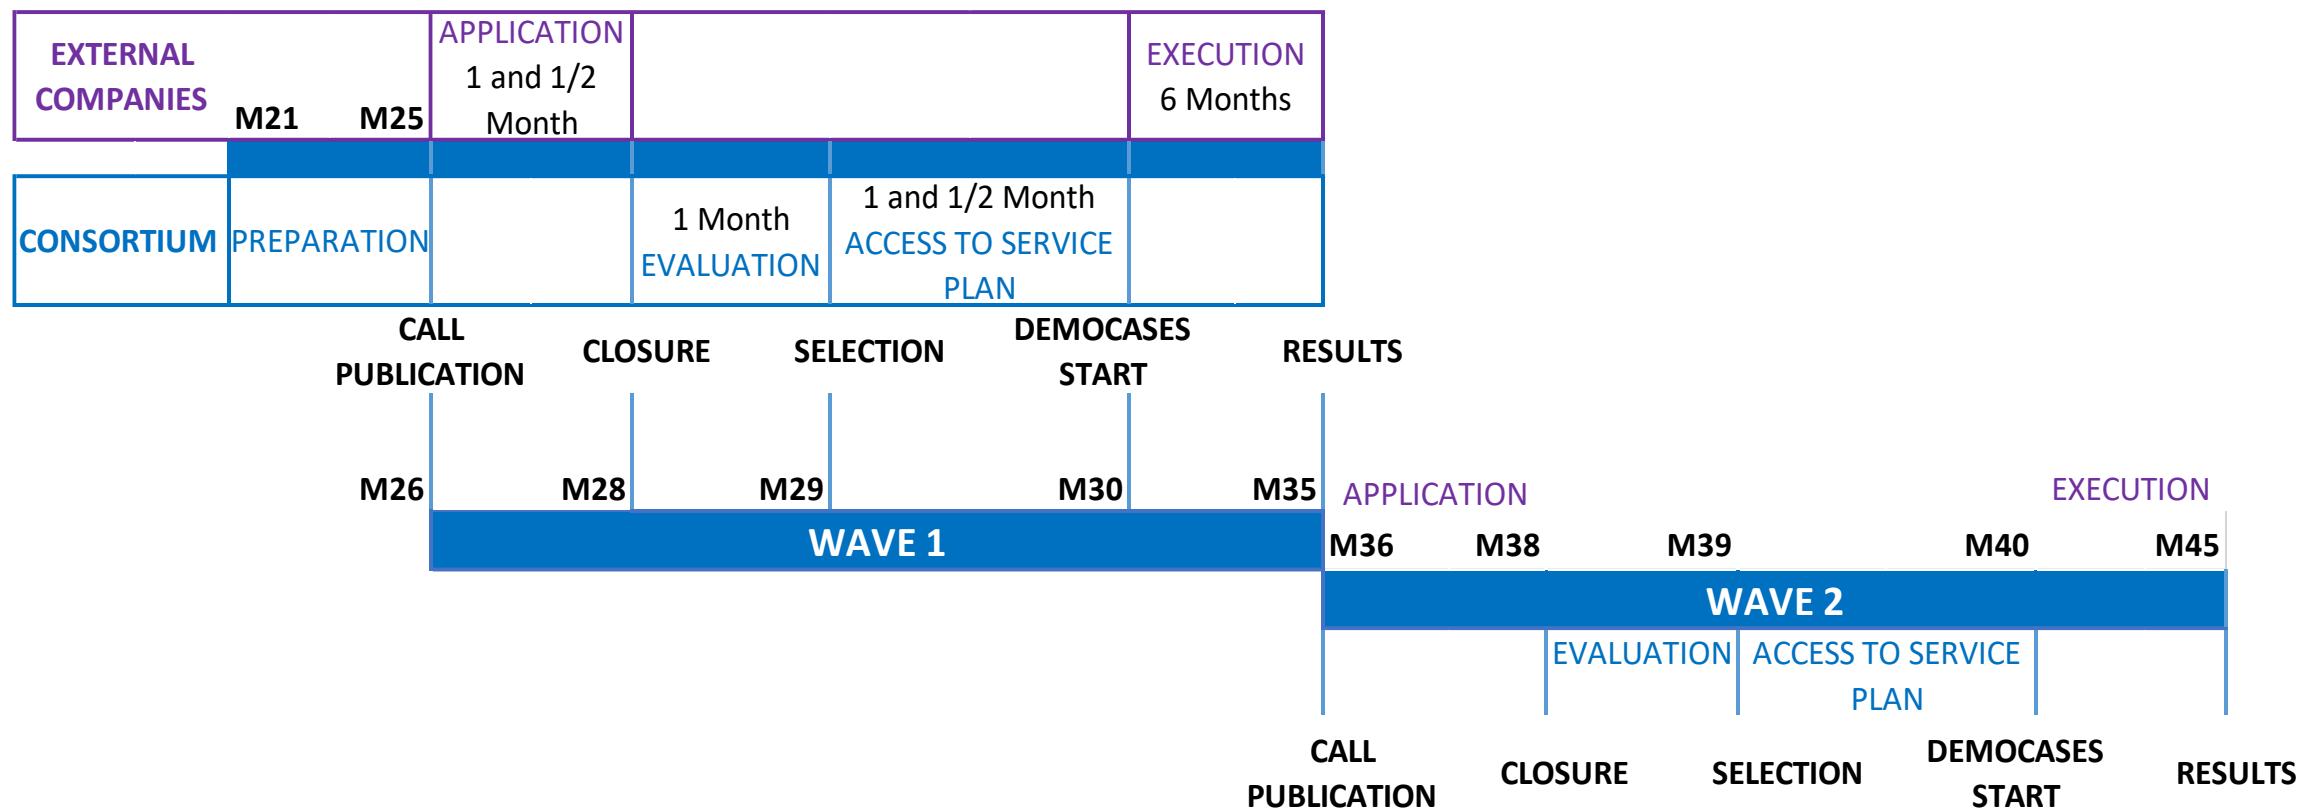 EXTERNAL
COMPANIES
M21 M25
APPLICATION
1 and 1/2
Month
EXECUTION
6 Months
CONSORTIUM
PREPARATION
1 Month
EVALUATION
1 and 1/2 Month
ACCESS TO SERVICE
PLAN
CALL
PUBLICATION
CLOSURE
SELECTION
DEMOCASES
START
RESULTS
M26 M28 M29 M30 M35
WAVE 1
APPLICATION EXECUTION
M36 M38 M39 M40 M45
WAVE 2
EVALUATION
ACCESS TO SERVICE
PLAN
CALL
PUBLICATION
CLOSURE
SELECTION
DEMOCASES
START
RESULTS